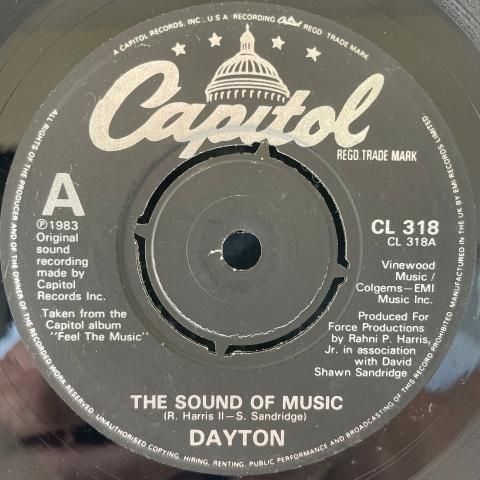 A CAPITOL RECORDS, INC., U.S.A RECORDING Capitol REGD. TRADE MARK
Capitol
REGD. TRADE MARK
A
℗1983
Original
sound
recording
made by
Capitol
Records Inc.
Taken from the
Capitol album
"Feel The Music"
CL 318
CL 318A
Vinewood
Music/
Colgems—EMI
Music Inc.
Produced For
Force Productions
by Rahni P. Harris,
Jr. in association
with David
Shawn Sandridge
THE SOUND OF MUSIC
(R. Harris II—S. Sandridge)
DAYTON
ALL RIGHTS OF THE PRODUCER AND OF THE OWNER OF THE RECORDED WORK RESERVED. UNAUTHORISED COPYING, HIRING, RENTING, PUBLIC PERFORMANCE AND BROADCASTING OF THIS RECORD PROHIBITED. MANUFACTURED IN THE UK BY EMI RECORDS LIMITED.